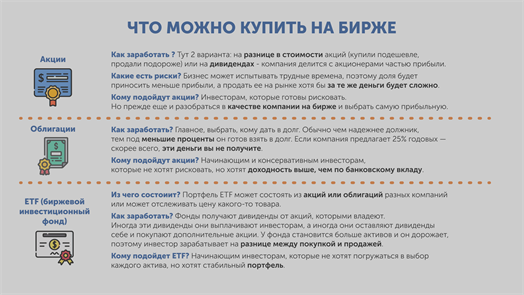 ЧТО МОЖНО КУПИТЬ НА БИРЖЕ
Акции
Как заработать ? Тут 2 варианта: на разнице в стоимости акций (купили подешевле,
продали подороже) или на дивидендах - компания делится с акционерами частью прибыли.
Какие есть риски? Бизнес может испытывать трудные времена, поэтому доля будет
приносить меньше прибыли, а продать ее на рынке хотя бы за те же деньги будет сложно.
Кому подойдут акции? Инвесторам, которые готовы рисковать.
Но прежде еще и разобраться в качестве компании на бирже и выбрать самую прибыльную.
Облигации
Как заработать? Главное, выбрать, кому дать в долг. Обычно чем надежнее должник,
тем под меньшие проценты он готов взять в долг. Если компания предлагает 25% годовых —
скорее всего, эти деньги вы не получите.
Кому подойдут акции? Начинающим и консервативным инвесторам,
которые не хотят рисковать, но хотят доходность выше, чем по банковскому вкладу.
ETF (биржевой
инвестиционный
фонд)
Из чего состоит? Портфель ETF может состоять из акций или облигаций разных компаний
или может отслеживать цену какого-то товара.
Как заработать? Фонды получают дивиденды от акций, которыми владеют.
Иногда эти дивиденды они выплачивают инвесторам, а иногда они оставляют дивиденды
себе и покупают дополнительные акции. У фонда становится больше активов и он дорожает,
поэтому инвестор зарабатывает на разнице между покупкой и продажей.
Кому подойдет ETF? Начинающим инвесторам, которые не хотят погружаться в выбор
каждого актива, но хотят стабильный портфель.